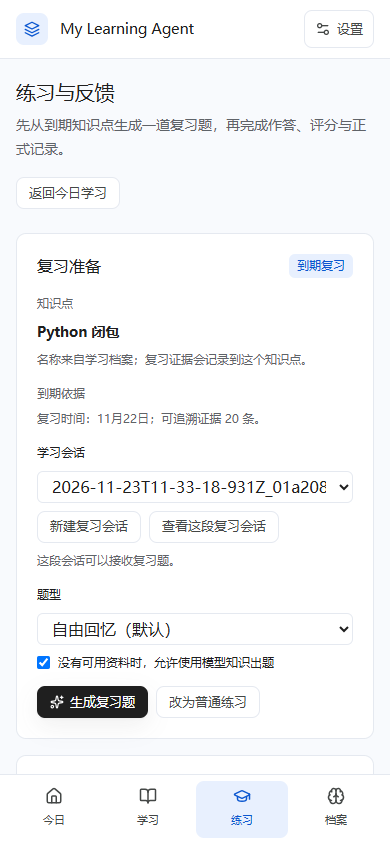 My Learning Agent
设置
练习与反馈
先从到期知识点生成一道复习题，再完成作答、评分与正
式记录。
返回今日学习
复习准备
到期复习
知识点
Python 闭包
名称来自学习档案；复习证据会记录到这个知识点。
到期依据
复习时间：11月22日；可追溯证据 20 条。
学习会话
2026-11-23T11-33-18-931Z_01a208
新建复习会话
查看这段复习会话
这段会话可以接收复习题。
题型
自由回忆（默认）
没有可用资料时，允许使用模型知识出题
生成复习题
改为普通练习
今日
学习
练习
档案